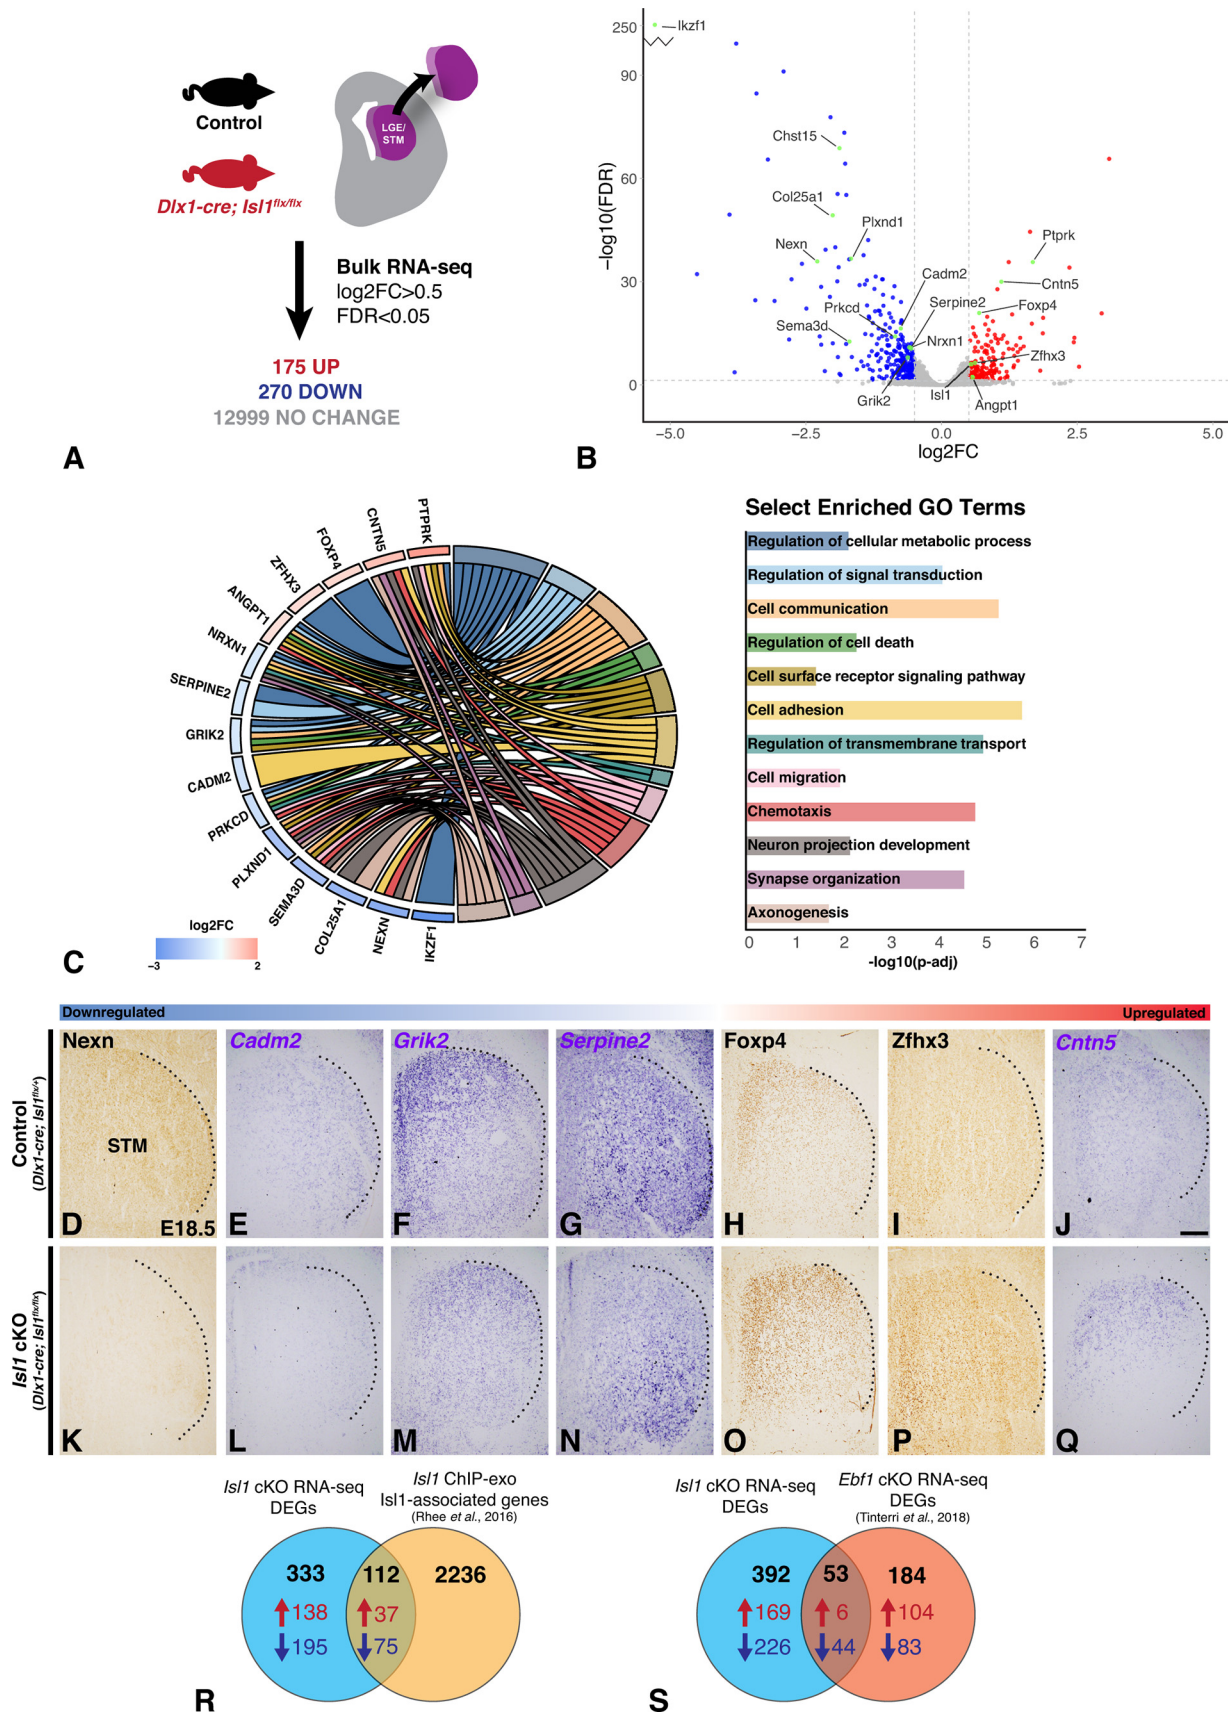 Control
Dlx1-cre; Isl1flx/flx
LGE/
STM
Bulk RNA-seq
log2FC>0.5
FDR<0.05
175 UP
270 DOWN
12999 NO CHANGE
A
250
90
60
30
0
−log10(FDR)
Ikzf1
Chst15
Col25a1
Plxnd1
Nexn
Cadm2
Prkcd
Serpine2
Sema3d
Nrxn1
Grik2
Isl1
Ptprk
Cntn5
Foxp4
Zfhx3
Angpt1
−5.0
−2.5
0.0
2.5
5.0
log2FC
B
PTPRK
CNTN5
FOXP4
ZFHX3
ANGPT1
NRXN1
SERPINE2
GRIK2
CADM2
PRKCD
PLXND1
SEMA3D
COL25A1
NEXN
IKZF1
log2FC
−3
2
C
Select Enriched GO Terms
Regulation of cellular metabolic process
Regulation of signal transduction
Cell communication
Regulation of cell death
Cell surface receptor signaling pathway
Cell adhesion
Regulation of transmembrane transport
Cell migration
Chemotaxis
Neuron projection development
Synapse organization
Axonogenesis
0 1 2 3 4 5 6 7
-log10(p-adj)
Downregulated
Upregulated
Control
(Dlx1-cre; Isl1flx/+)
Nexn
Cadm2
Grik2
Serpine2
Foxp4
Zfhx3
Cntn5
STM
E18.5
D
E
F
G
H
I
J
Isl1 cKO
(Dlx1-cre; Isl1flx/flx)
K
L
M
N
O
P
Q
Isl1 cKO RNA-seq
DEGs
Isl1 ChIP-exo
Isl1-associated genes
(Rhee et al., 2016)
333
112
2236
138
37
195
75
R
Isl1 cKO RNA-seq
DEGs
Ebf1 cKO RNA-seq
DEGs
(Tinterri et al., 2018)
392
53
184
169
6
104
226
44
83
S